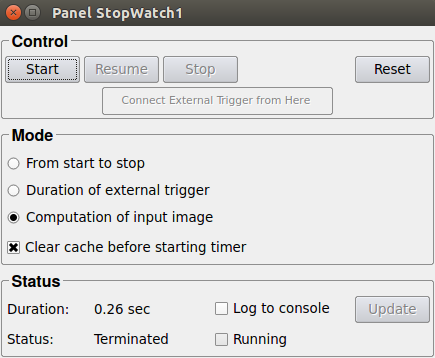 Panel StopWatch1
Control
Start Resume Stop Reset
Connect External Trigger from Here
Mode
From start to stop
Duration of external trigger
Computation of input image
Clear cache before starting timer
Status
Duration: 0.26 sec Log to console Update
Status: Terminated Running